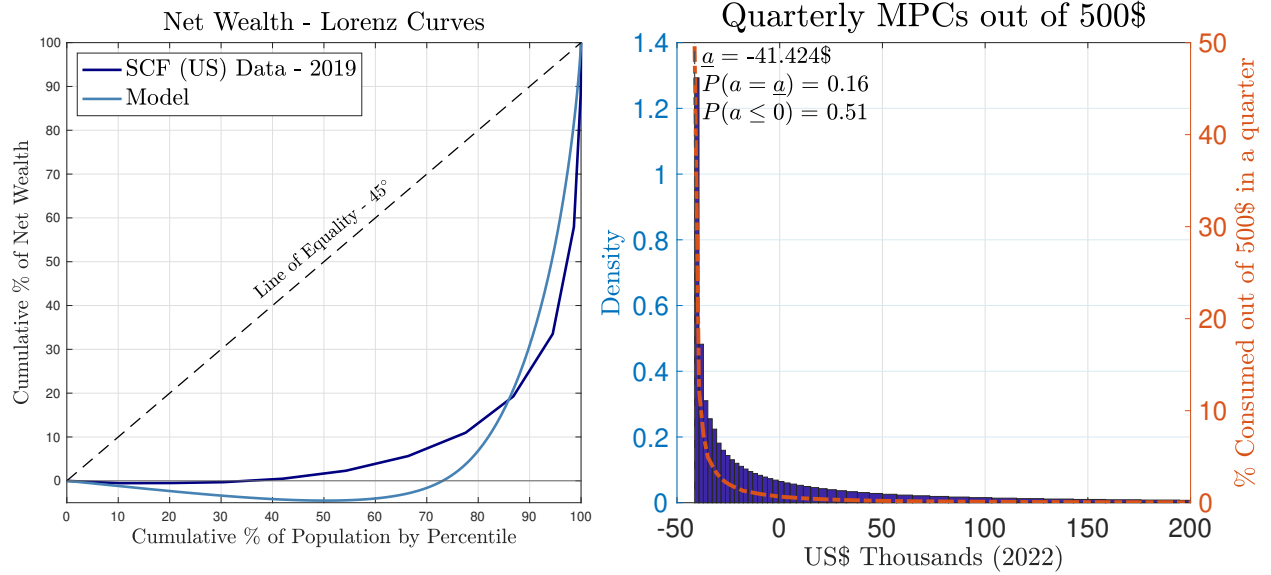 Net Wealth - Lorenz Curves
100
90
80
70
60
50
40
30
20
10
0
Cumulative % of Net Wealth
SCF (US) Data - 2019
Model
Line of Equality - 45°
0 10 20 30 40 50 60 70 80 90 100
Cumulative % of Population by Percentile
Quarterly MPCs out of 500$
1.4
1.2
1
0.8
0.6
0.4
0.2
0
Density
a = -41.424$
P(a = a) = 0.16
P(a ≤ 0) = 0.51
50
40
30
20
10
0
% Consumed out of 500$ in a quarter
-50 0 50 100 150 200
US$ Thousands (2022)